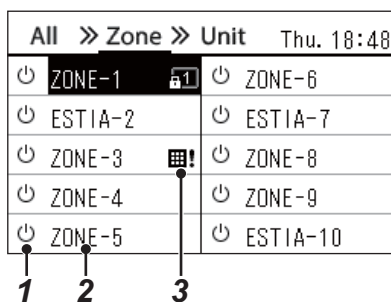 All » Zone » Unit Thu. 18:48
ZONE-1 1 ZONE-6
ESTIA-2 ESTIA-7
ZONE-3 ! ZONE-8
ZONE-4 ZONE-9
ZONE-5 ESTIA-10
1 2 3